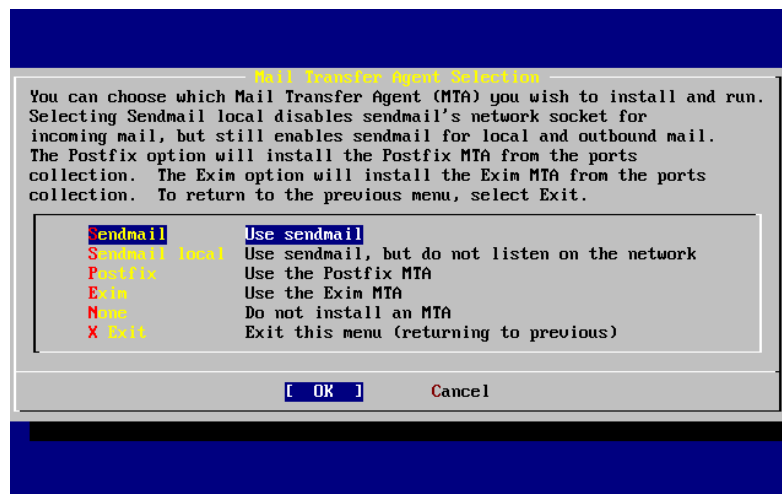 Mail Transfer Agent Selection
You can choose which Mail Transfer Agent (MTA) you wish to install and run.
Selecting Sendmail local disables sendmail's network socket for
incoming mail, but still enables sendmail for local and outbound mail.
The Postfix option will install the Postfix MTA from the ports
collection.  The Exim option will install the Exim MTA from the ports
collection.  To return to the previous menu, select Exit.
Sendmail Use sendmail
Sendmail local Use sendmail, but do not listen on the network
Postfix Use the Postfix MTA
Exim Use the Exim MTA
None Do not install an MTA
X Exit Exit this menu (returning to previous)
[ OK ] Cancel